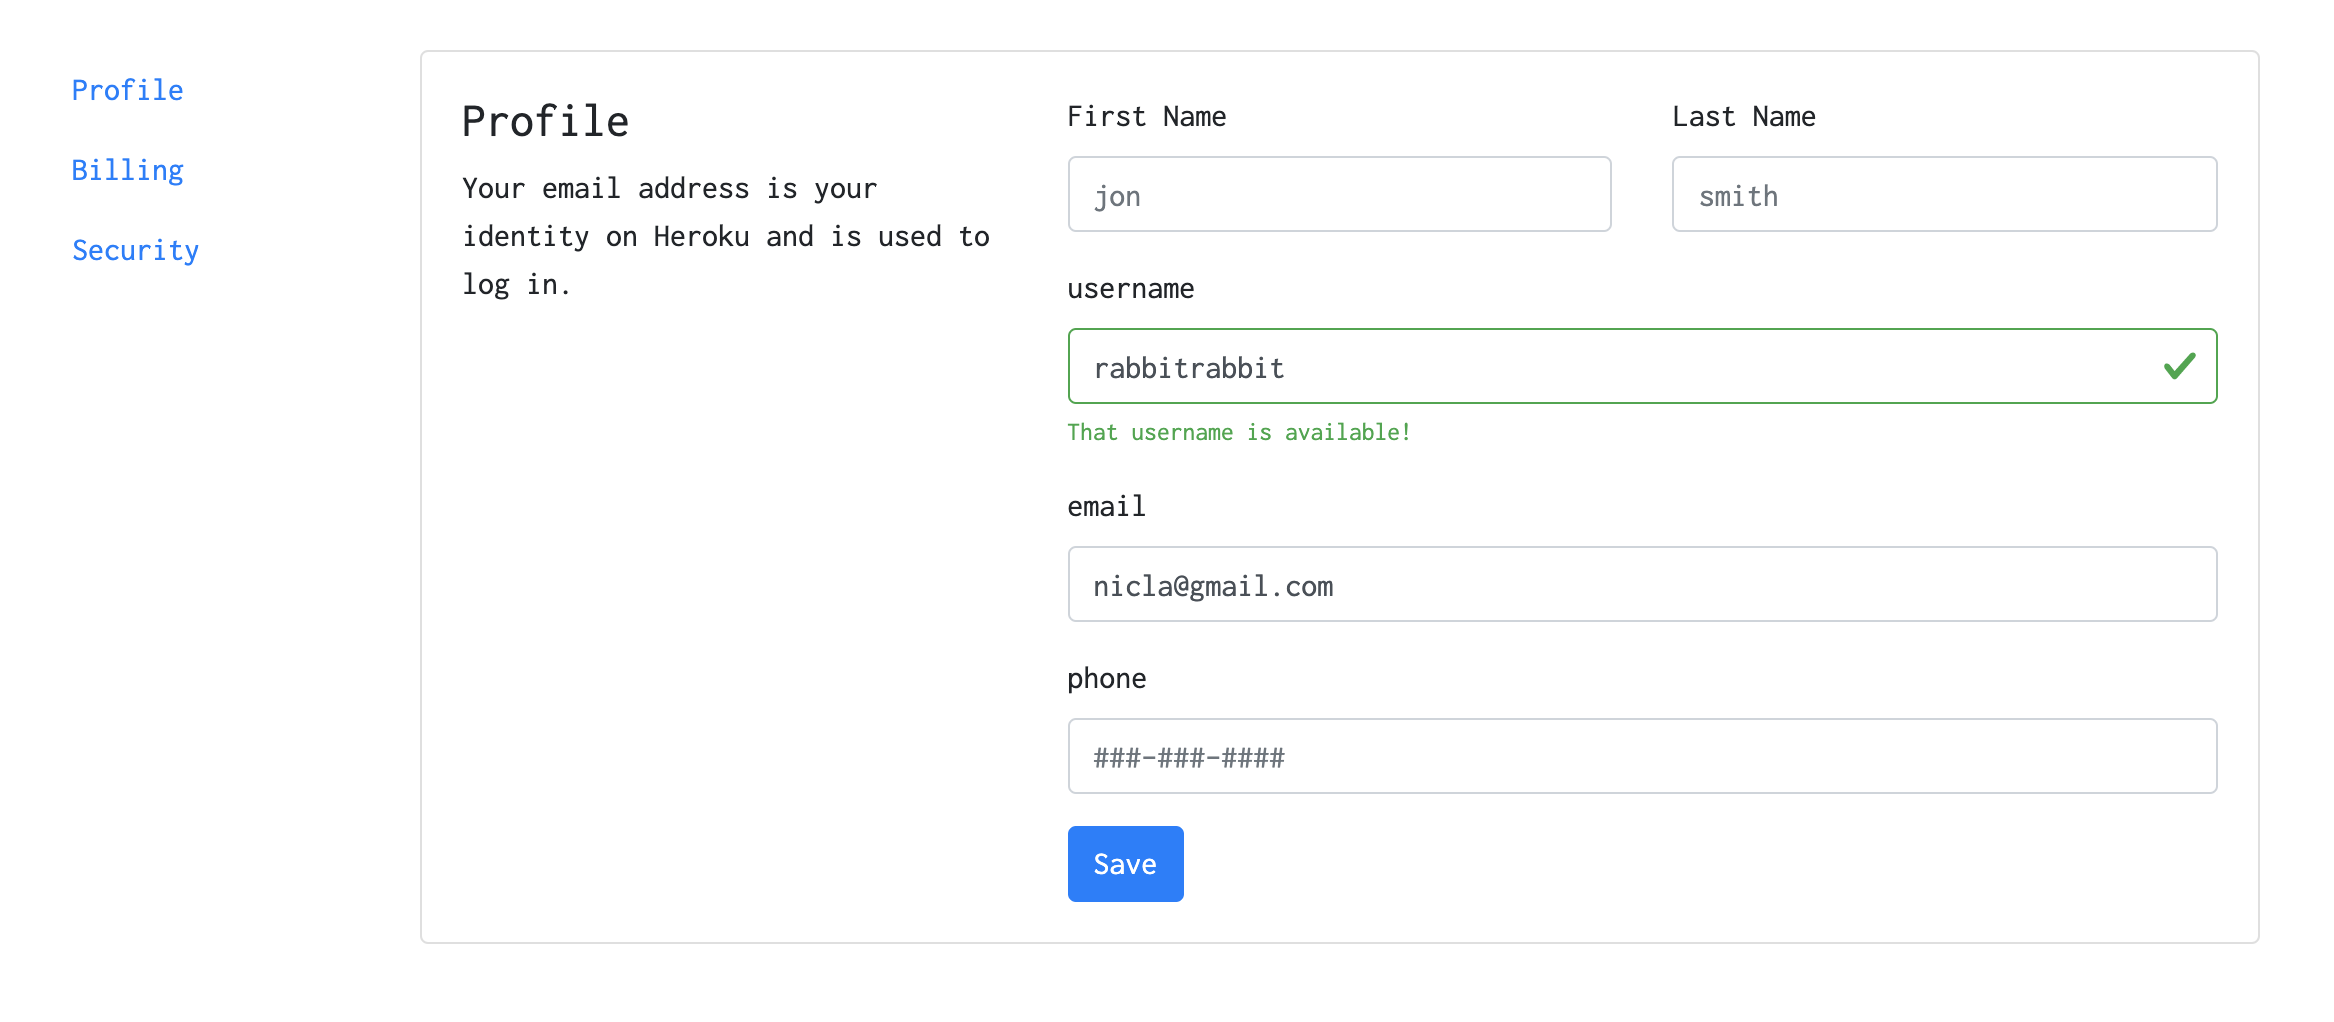 Profile
Billing
Security
Profile
Your email address is your
identity on Heroku and is used to
log in.
First Name
Last Name
jon
smith
username
rabbitrabbit
That username is available!
email
nicla@gmail.com
phone
###-###-####
Save